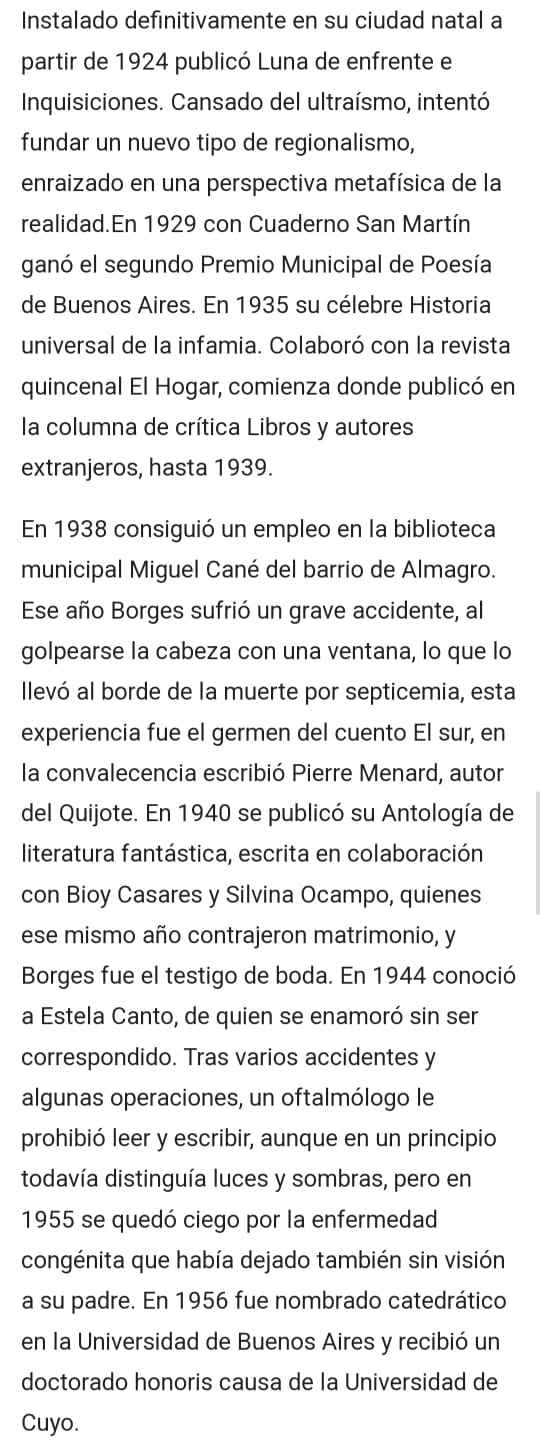 Instalado definitivamente en su ciudad natal a
partir de 1924 publicó Luna de enfrente e
Inquisiciones. Cansado del ultraísmo, intentó
fundar un nuevo tipo de regionalismo,
enraizado en una perspectiva metafísica de la
realidad.En 1929 con Cuaderno San Martín
ganó el segundo Premio Municipal de Poesía
de Buenos Aires. En 1935 su célebre Historia
universal de la infamia. Colaboró con la revista
quincenal El Hogar, comienza donde publicó en
la columna de crítica Libros y autores
extranjeros, hasta 1939.
En 1938 consiguió un empleo en la biblioteca
municipal Miguel Cané del barrio de Almagro.
Ese año Borges sufrió un grave accidente, al
golpearse la cabeza con una ventana, lo que lo
llevó al borde de la muerte por septicemia, esta
experiencia fue el germen del cuento El sur, en
la convalecencia escribió Pierre Menard, autor
del Quijote. En 1940 se publicó su Antología de
literatura fantástica, escrita en colaboración
con Bioy Casares y Silvina Ocampo, quienes
ese mismo año contrajeron matrimonio, y
Borges fue el testigo de boda. En 1944 conoció
a Estela Canto, de quien se enamoró sin ser
correspondido. Tras varios accidentes y
algunas operaciones, un oftalmólogo le
prohibió leer y escribir, aunque en un principio
todavía distinguía luces y sombras, pero en
1955 se quedó ciego por la enfermedad
congénita que había dejado también sin visión
a su padre. En 1956 fue nombrado catedrático
en la Universidad de Buenos Aires y recibió un
doctorado honoris causa de la Universidad de
Cuyo.